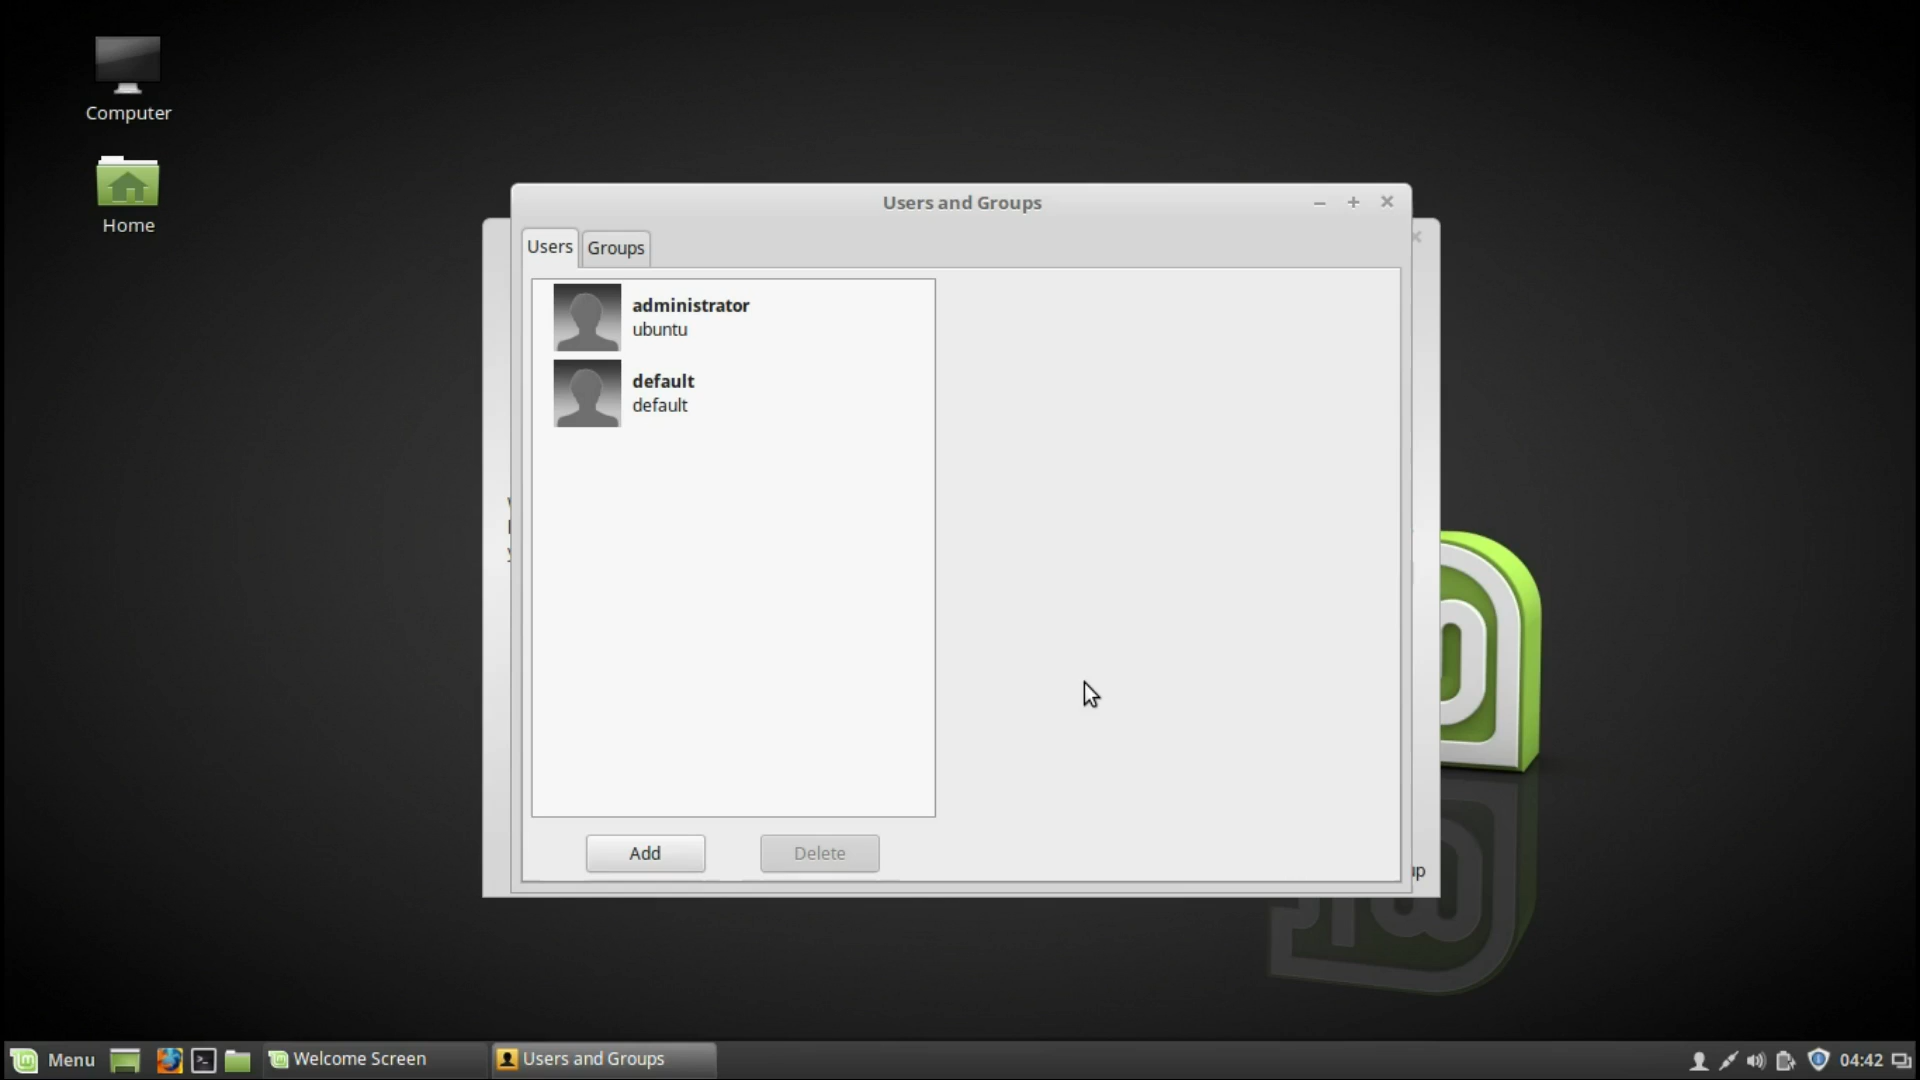 Computer
Home
Users and Groups
Users
Groups
administrator
ubuntu
default
default
Add
Delete
up
Menu
Welcome Screen
Users and Groups
04:42